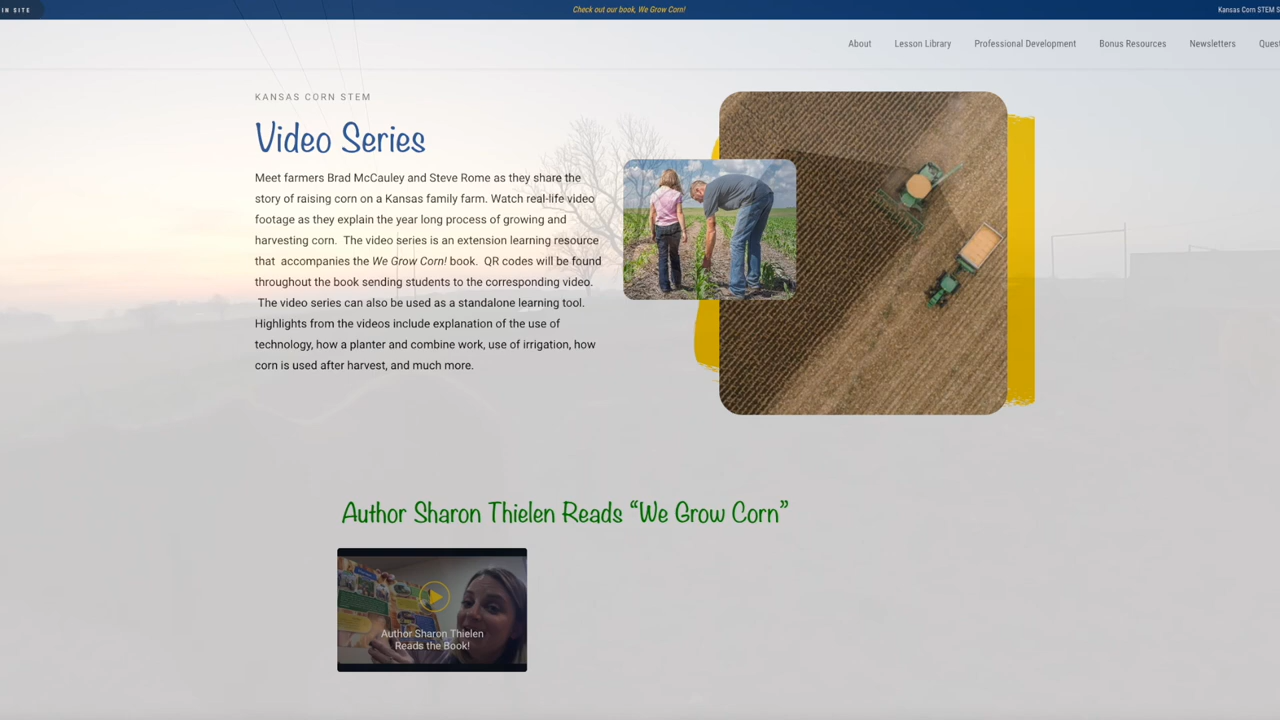 IN SITE
Check out our book, We Grow Corn!
Kansas Corn STEM S
About Lesson Library Professional Development Bonus Resources Newsletters Quest
KANSAS CORN STEM
Video Series
Meet farmers Brad McCauley and Steve Rome as they share the
story of raising corn on a Kansas family farm. Watch real-life video
footage as they explain the year long process of growing and
harvesting corn. The video series is an extension learning resource
that accompanies the We Grow Corn! book. QR codes will be found
throughout the book sending students to the corresponding video.
The video series can also be used as a standalone learning tool.
Highlights from the videos include explanation of the use of
technology, how a planter and combine work, use of irrigation, how
corn is used after harvest, and much more.
Author Sharon Thielen Reads “We Grow Corn”
Author Sharon Thielen
Reads the Book!